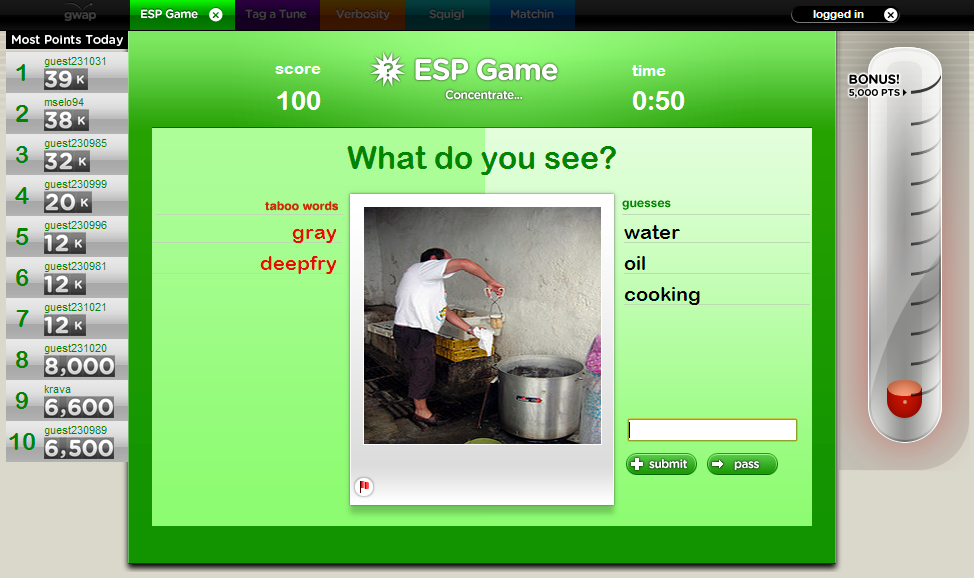 gwap
ESP Game
Tag a Tune
Verbosity
Squigl
Matchin
logged in
Most Points Today
1 guest231031
39 K
2 mselo94
38 K
3 guest230985
32 K
4 guest230999
20 K
5 guest230996
12 K
6 guest230981
12 K
7 guest231021
12 K
8 guest231020
8,000
9 krava
6,600
10 guest230989
6,500
score
100
ESP Game
Concentrate...
time
0:50
What do you see?
taboo words
gray
deepfry
guesses
water
oil
cooking
submit
pass
BONUS!
5,000 PTS